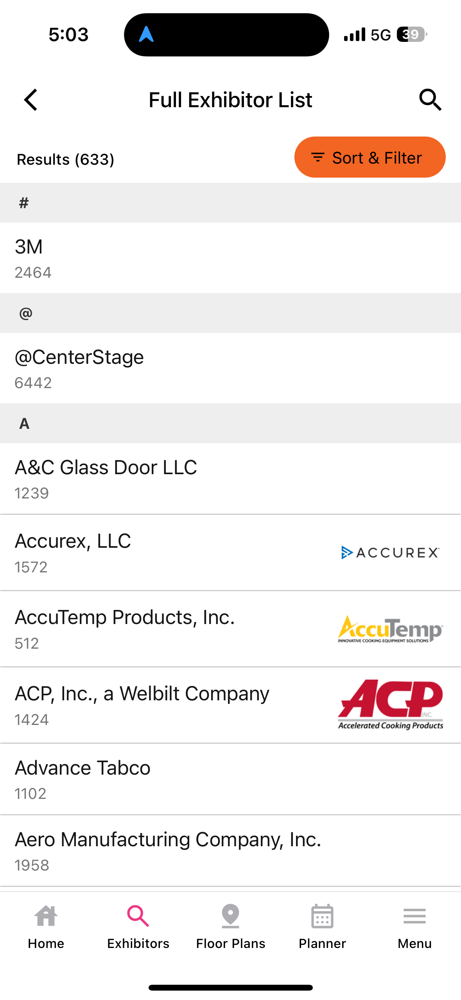 5:03
5G
39
Full Exhibitor List
Results (633)
Sort & Filter
#
3M
2464
@
@CenterStage
6442
A
A&C Glass Door LLC
1239
Accurex, LLC
1572
ACCUREX
AccuTemp Products, Inc.
512
AccuTemp
INNOVATIVE COOKING EQUIPMENT SOLUTIONS
ACP, Inc., a Welbilt Company
1424
ACP
INC.
Accelerated Cooking Products
Advance Tabco
1102
Aero Manufacturing Company, Inc.
1958
Home
Exhibitors
Floor Plans
Planner
Menu